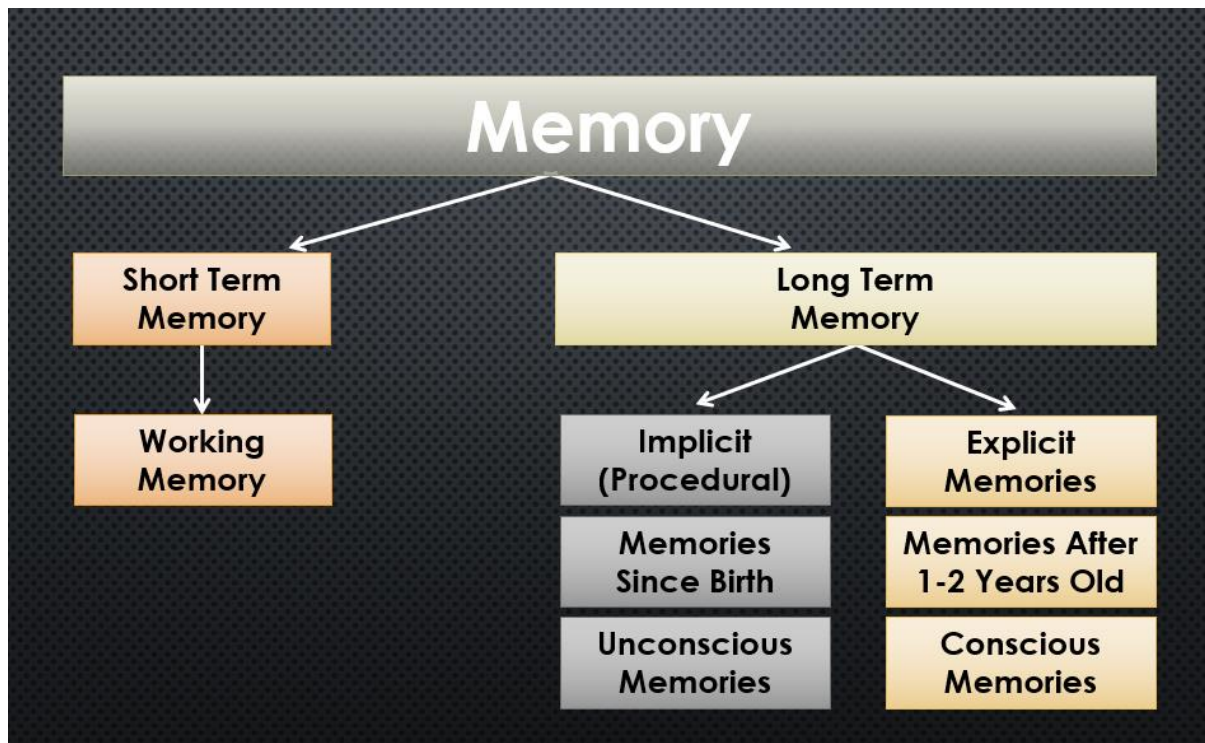 Memory
Short Term
Memory
Long Term
Memory
Working
Memory
Implicit
(Procedural)
Explicit
Memories
Memories
Since Birth
Memories After
1-2 Years Old
Unconscious
Memories
Conscious
Memories